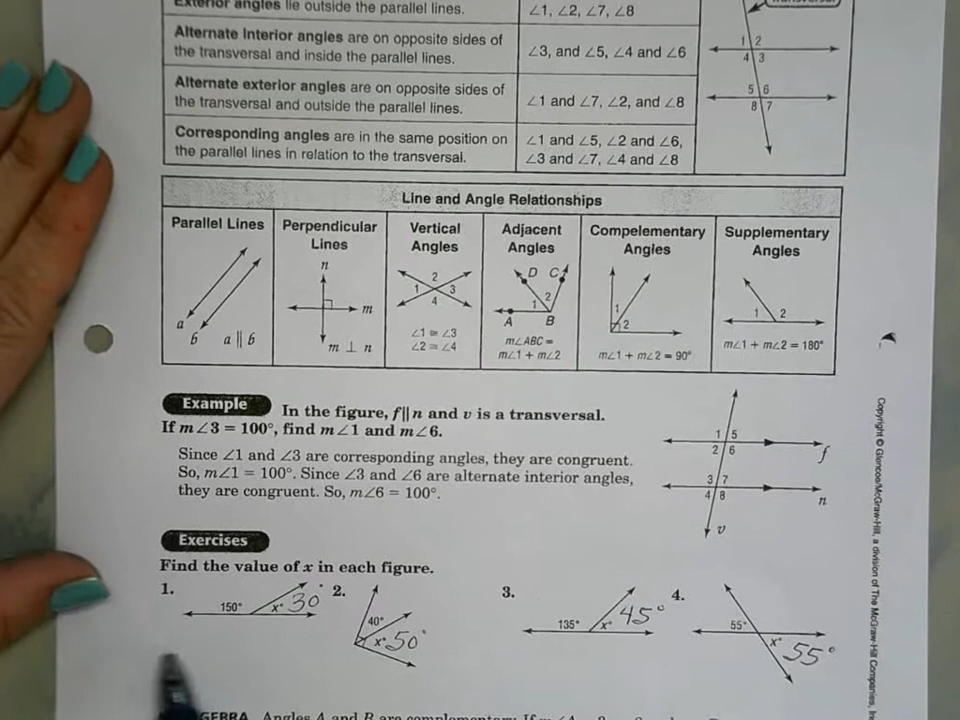 Exterior angles lie outside the parallel lines.
∠1, ∠2, ∠7, ∠8
Alternate Interior angles are on opposite sides of
the transversal and inside the parallel lines.
∠3, and ∠5, ∠4 and ∠6
Alternate exterior angles are on opposite sides of
the transversal and outside the parallel lines.
∠1 and ∠7, ∠2, and ∠8
Corresponding angles are in the same position on
the parallel lines in relation to the transversal.
∠1 and ∠5, ∠2 and ∠6,
∠3 and ∠7, ∠4 and ∠8
1 2
4 3
5 6
8 7
Line and Angle Relationships
Parallel Lines
a
b a ∥ b
Perpendicular
Lines
n
m
m ⊥ n
Vertical
Angles
2
1 3
4
∠1 ≅ ∠3
∠2 ≅ ∠4
Adjacent
Angles
D C
1 2
A B
m∠ABC =
m∠1 + m∠2
Compelementary
Angles
1
2
m∠1 + m∠2 = 90°
Supplementary
Angles
1 2
m∠1 + m∠2 = 180°
Example In the figure, f ∥ n and v is a transversal.
If m∠3 = 100°, find m∠1 and m∠6.
Since ∠1 and ∠3 are corresponding angles, they are congruent.
So, m∠1 = 100°. Since ∠3 and ∠6 are alternate interior angles,
they are congruent. So, m∠6 = 100°.
1 5
2 6
f
3 7
4 8
n
v
Exercises
Find the value of x in each figure.
1. 150° x° 30°
2. 40° x° 50°
3. 135° x° 45°
4. 55° x° 55°
Copyright © Glencoe/McGraw-Hill, a division of The McGraw-Hill Companies,